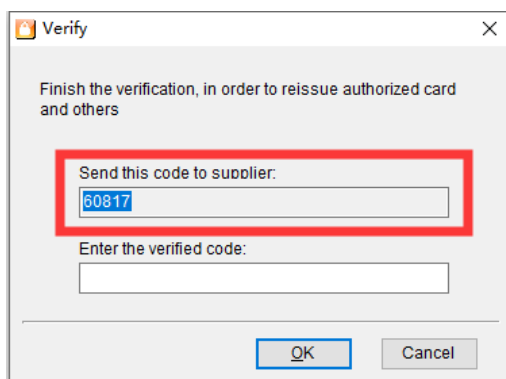 Verify
Finish the verification, in order to reissue authorized card
and others
Send this code to supplier:
60817
Enter the verified code:
OK
Cancel